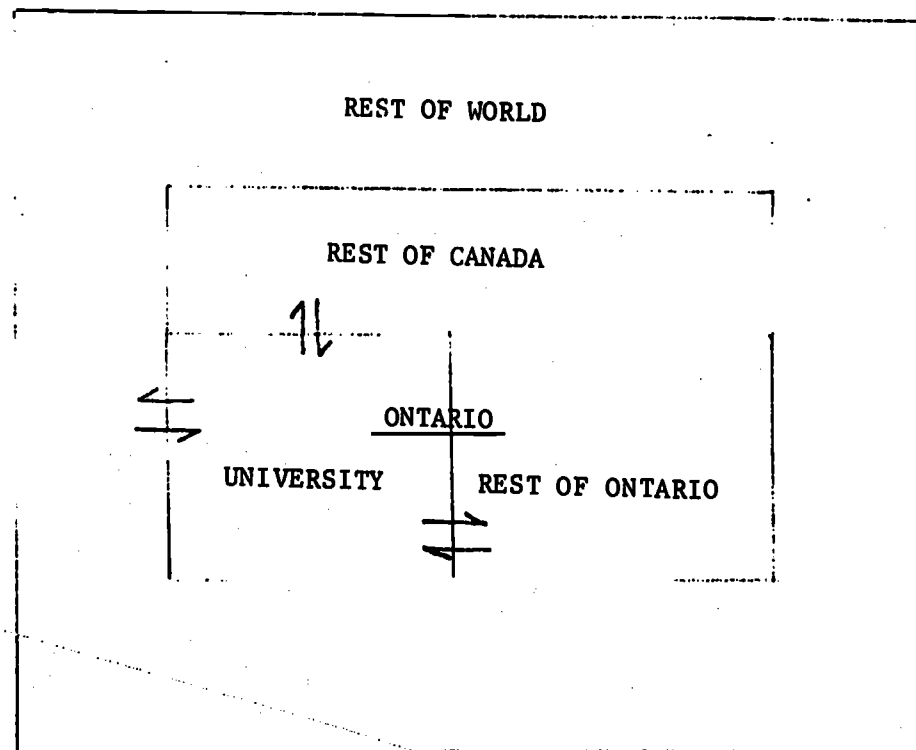 REST OF WORLD
REST OF CANADA
ONTARIO
UNIVERSITY
REST OF ONTARIO